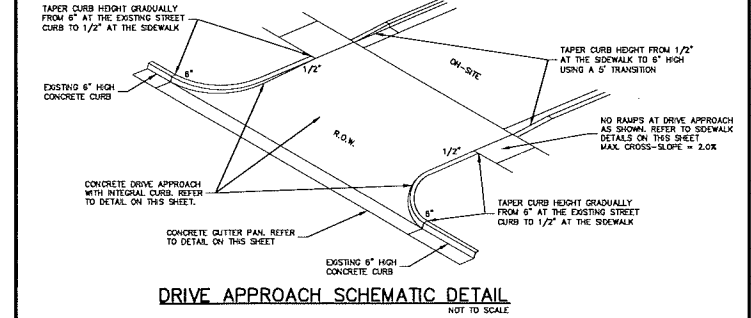 TAPER CURB HEIGHT GRADUALLY
FROM 6" AT THE EXISTING STREET
CURB TO 1/2" AT THE SIDEWALK
6"
1/2"
EXISTING 6" HIGH
CONCRETE CURB
ON-SITE
TAPER CURB HEIGHT FROM 1/2"
AT THE SIDEWALK TO 6" HIGH
USING A 5' TRANSITION
R.O.W.
1/2"
NO RAMPS AT DRIVE APPROACH
AS SHOWN. REFER TO SIDEWALK
DETAILS ON THIS SHEET
MAX. CROSS-SLOPE = 2.0%
CONCRETE DRIVE APPROACH
WITH INTEGRAL CURB. REFER
TO DETAIL ON THIS SHEET.
6"
TAPER CURB HEIGHT GRADUALLY
FROM 6" AT THE EXISTING STREET
CURB TO 1/2" AT THE SIDEWALK
CONCRETE GUTTER PAN. REFER
TO DETAIL ON THIS SHEET
EXISTING 6" HIGH
CONCRETE CURB
DRIVE APPROACH SCHEMATIC DETAIL
NOT TO SCALE